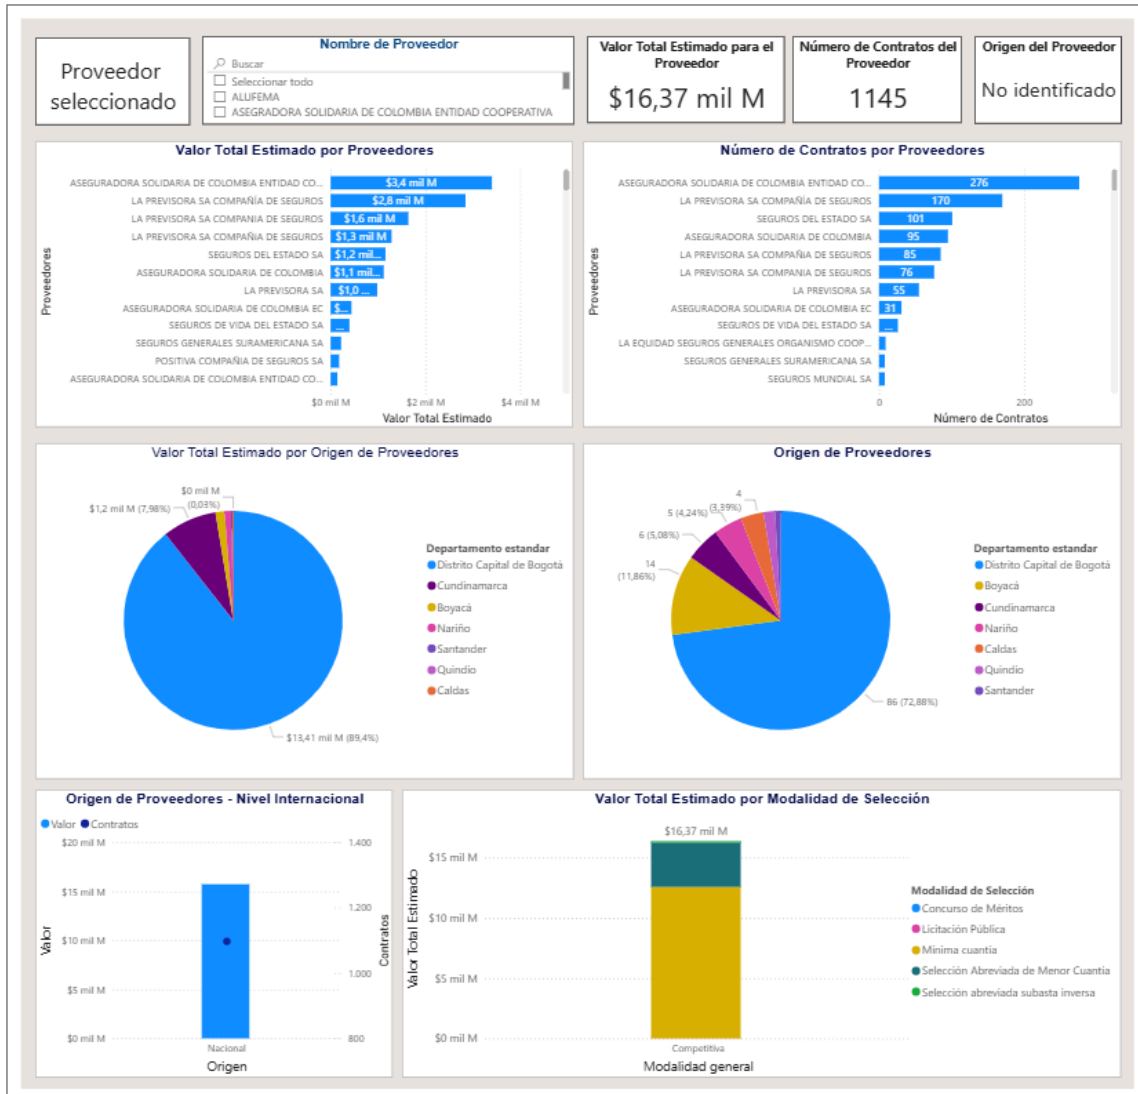 Proveedor
seleccionado
Nombre de Proveedor
Buscar
Seleccionar todo
ALUFEMA
ASEGRADORA SOLIDARIA DE COLOMBIA ENTIDAD COOPERATIVA
Valor Total Estimado para el
Proveedor
$16,37 mil M
Número de Contratos del
Proveedor
1145
Origen del Proveedor
No identificado
Valor Total Estimado por Proveedores
Proveedores
ASEGURADORA SOLIDARIA DE COLOMBIA ENTIDAD CO... $3,4 mil M
LA PREVISORA SA COMPAÑÍA DE SEGUROS $2,8 mil M
LA PREVISORA SA COMPANIA DE SEGUROS $1,6 mil M
LA PREVISORA SA COMPAÑIA DE SEGUROS $1,3 mil M
SEGUROS DEL ESTADO SA $1,2 mil...
ASEGURADORA SOLIDARIA DE COLOMBIA $1,1 mil...
LA PREVISORA SA $1,0 ...
ASEGURADORA SOLIDARIA DE COLOMBIA EC $...
SEGUROS DE VIDA DEL ESTADO SA ...
SEGUROS GENERALES SURAMERICANA SA
POSITIVA COMPAÑIA DE SEGUROS SA
ASEGURADORA SOLIDARIA DE COLOMBIA ENTIDAD CO...
$0 mil M $2 mil M $4 mil M
Valor Total Estimado
Número de Contratos por Proveedores
Proveedores
ASEGURADORA SOLIDARIA DE COLOMBIA ENTIDAD CO... 276
LA PREVISORA SA COMPAÑÍA DE SEGUROS 170
SEGUROS DEL ESTADO SA 101
ASEGURADORA SOLIDARIA DE COLOMBIA 95
LA PREVISORA SA COMPAÑIA DE SEGUROS 85
LA PREVISORA SA COMPANIA DE SEGUROS 76
LA PREVISORA SA 55
ASEGURADORA SOLIDARIA DE COLOMBIA EC 31
SEGUROS DE VIDA DEL ESTADO SA ...
LA EQUIDAD SEGUROS GENERALES ORGANISMO COOP...
SEGUROS GENERALES SURAMERICANA SA
SEGUROS MUNDIAL SA
0 200
Número de Contratos
Valor Total Estimado por Origen de Proveedores
$0 mil M
(0,03%)
$1,2 mil M (7,98%)
$13,41 mil M (89,4%)
Departamento estandar
Distrito Capital de Bogotá
Cundinamarca
Boyacá
Nariño
Santander
Quindio
Caldas
Origen de Proveedores
4
(3,39%)
5 (4,24%)
6 (5,08%)
14
(11,86%)
86 (72,88%)
Departamento estandar
Distrito Capital de Bogotá
Boyacá
Cundinamarca
Nariño
Caldas
Quindio
Santander
Origen de Proveedores - Nivel Internacional
Valor Contratos
Valor
$20 mil M
$15 mil M
$10 mil M
$5 mil M
$0 mil M
1.400
1.200
1.000
800
Contratos
Nacional
Origen
Valor Total Estimado por Modalidad de Selección
Valor Total Estimado
$16,37 mil M
$15 mil M
$10 mil M
$5 mil M
$0 mil M
Competitiva
Modalidad general
Modalidad de Selección
Concurso de Méritos
Licitación Pública
Mínima cuantía
Selección Abreviada de Menor Cuantía
Selección abreviada subasta inversa